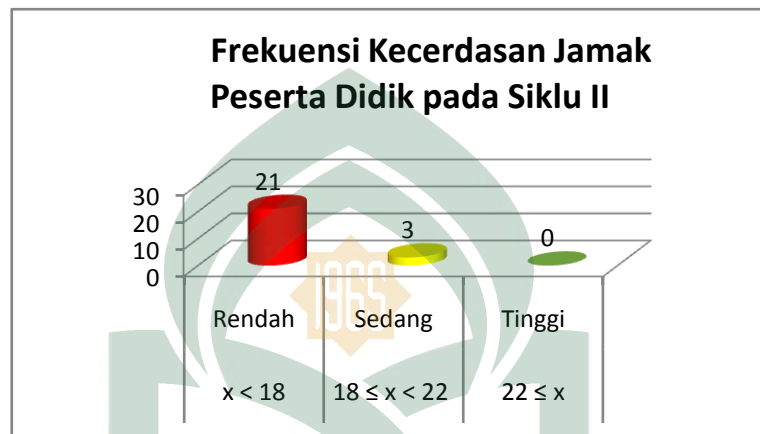 Frekuensi Kecerdasan Jamak
Peserta Didik pada Siklu II
30
20
10
0
21
3
0
Rendah
Sedang
Tinggi
x < 18
18 ≤ x < 22
22 ≤ x
1965